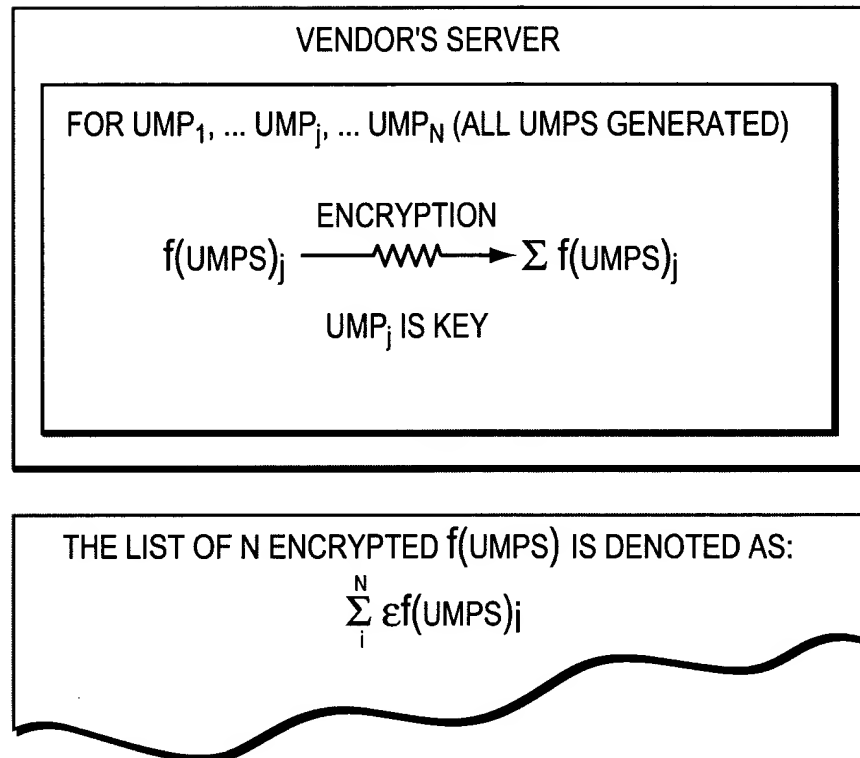 VENDOR'S SERVER
FOR UMP₁, ... UMPⱼ, ... UMP_N (ALL UMPS GENERATED)
ENCRYPTION
f(UMPS)ⱼ → Σ f(UMPS)ⱼ
UMPⱼ IS KEY
THE LIST OF N ENCRYPTED f(UMPS) IS DENOTED AS:
N
Σ εf(UMPS)i
i